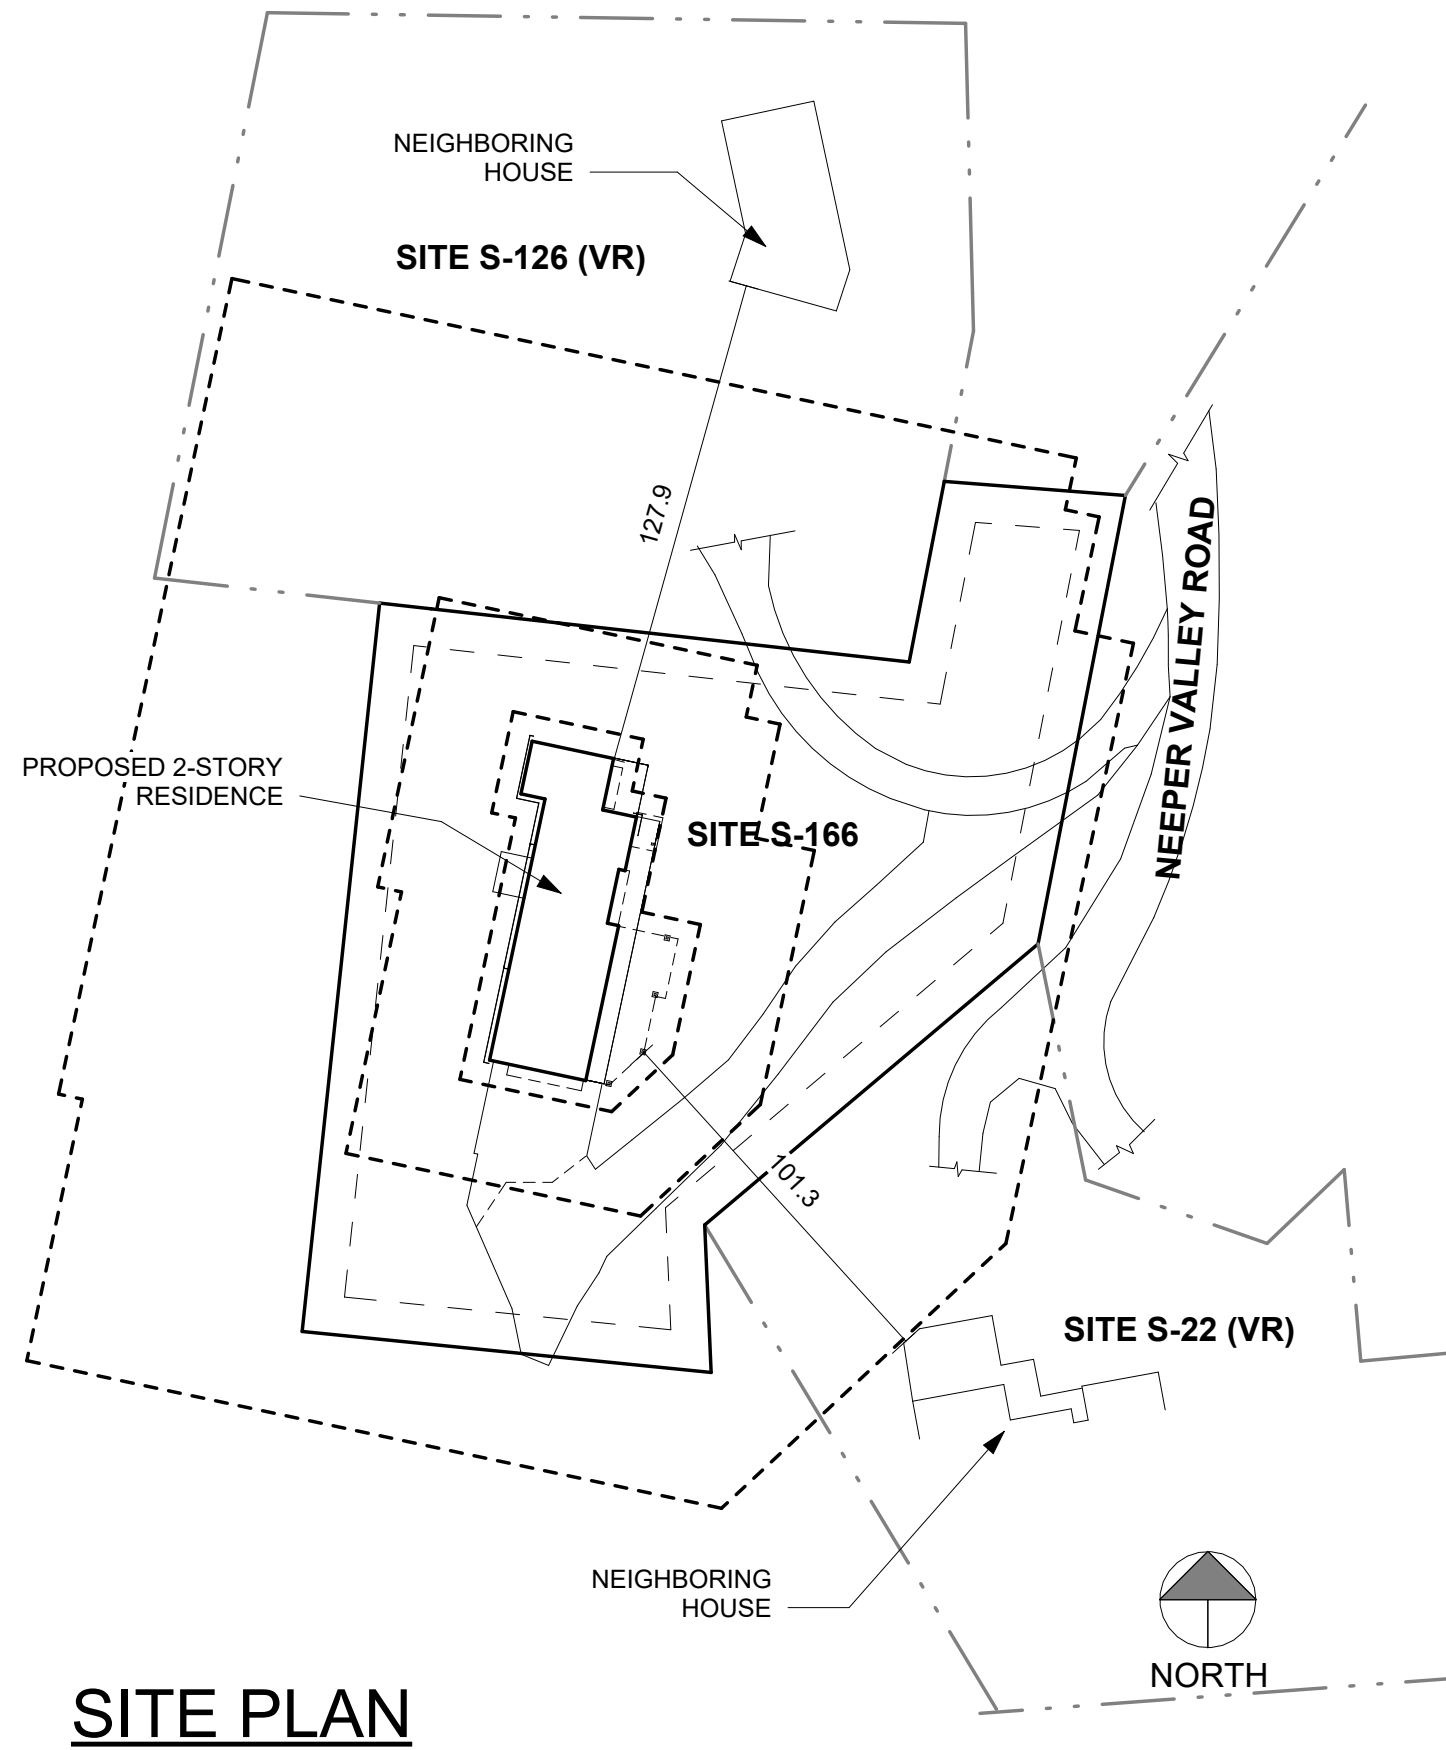 NEIGHBORING
HOUSE
SITE S-126 (VR)
127.9
NEEPER VALLEY ROAD
PROPOSED 2-STORY
RESIDENCE
SITE S-166
101.3
SITE S-22 (VR)
NEIGHBORING
HOUSE
NORTH
SITE PLAN